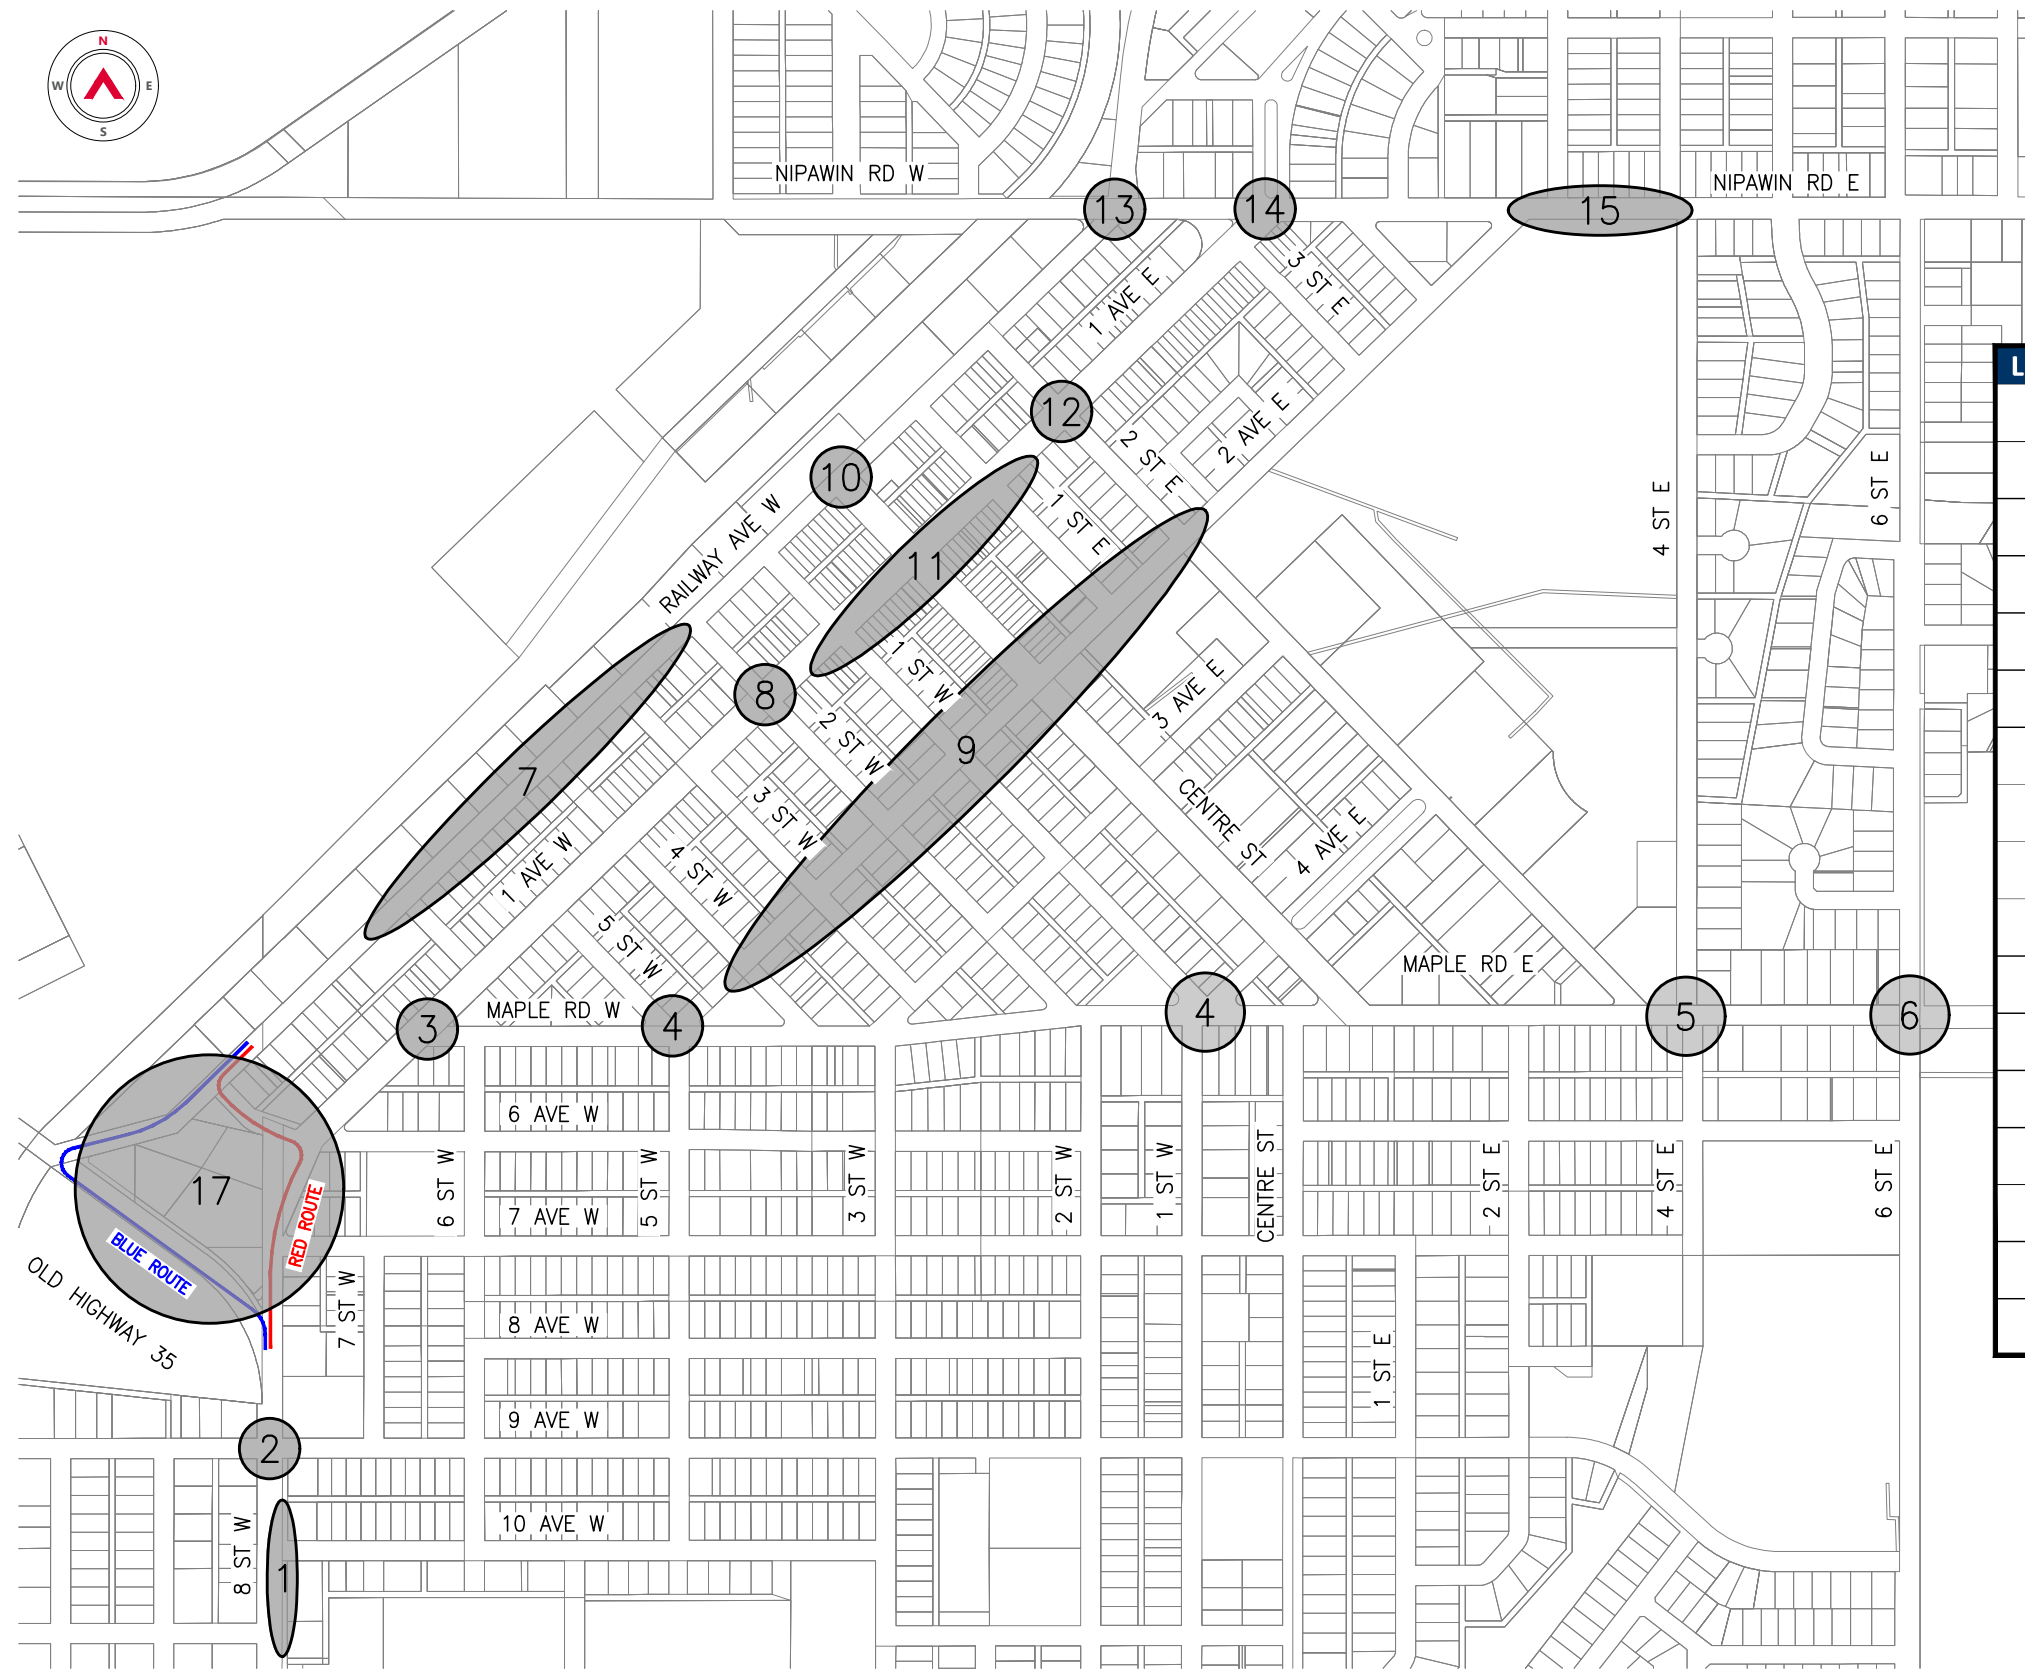 N
W E
S
NIPAWIN RD W
NIPAWIN RD E
13
14
15
3 ST E
1 AVE E
L
12
2 AVE E
2 ST E
10
6 ST E
4 ST E
RAILWAY AVE W
1 ST E
11
1 ST W
8
3 AVE E
2 ST W
9
7
3 ST W
CENTRE ST
4 AVE E
1 AVE W
4 ST W
5 ST W
MAPLE RD E
MAPLE RD W
3
4
4
5
6
6 AVE W
6 ST W
5 ST W
3 ST W
2 ST W
1 ST W
CENTRE ST
2 ST E
4 ST E
6 ST E
17
7 AVE W
RED ROUTE
BLUE ROUTE
OLD HIGHWAY 35
7 ST W
8 AVE W
1 ST E
9 AVE W
2
10 AVE W
8 ST W
1